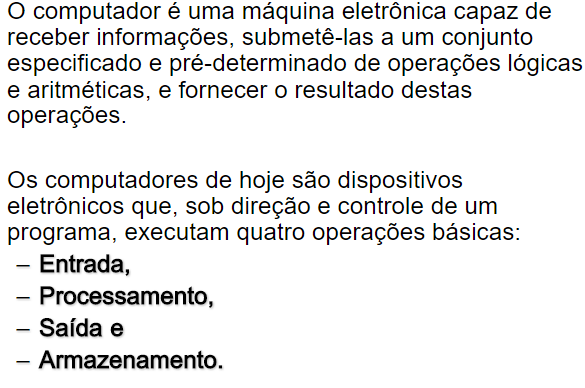 O computador é uma máquina eletrônica capaz de
receber informações, submetê-las a um conjunto
especificado e pré-determinado de operações lógicas
e aritméticas, e fornecer o resultado destas
operações.
Os computadores de hoje são dispositivos
eletrônicos que, sob direção e controle de um
programa, executam quatro operações básicas:
– Entrada,
– Processamento,
– Saída e
– Armazenamento.